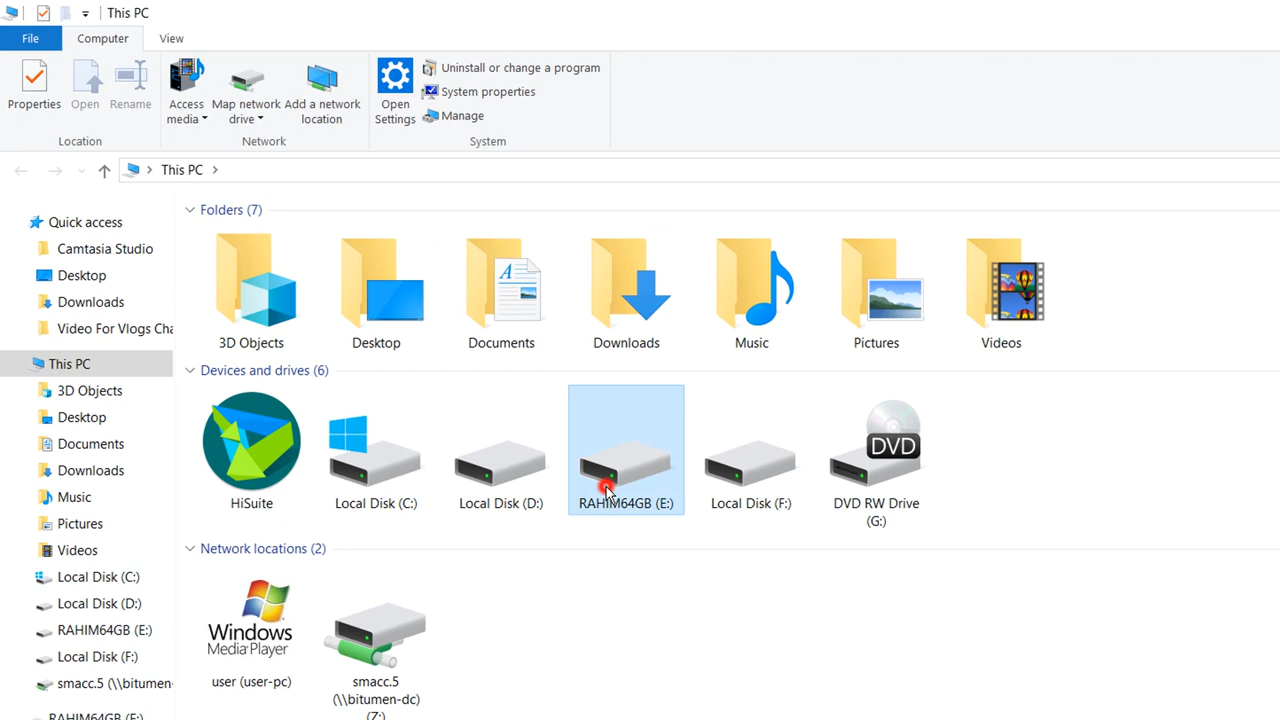 This PC
File
Computer
View
Properties
Open
Rename
Access
media
Map network
drive
Add a network
location
Open
Settings
Uninstall or change a program
System properties
Manage
Location
Network
System
This PC
Quick access
Camtasia Studio
Desktop
Downloads
Video For Vlogs Cha
This PC
3D Objects
Desktop
Documents
Downloads
Music
Pictures
Videos
Local Disk (C:)
Local Disk (D:)
RAHIM64GB (E:)
Local Disk (F:)
smacc.5 (\\bitumen-
RAHIM64GB (E:)
Folders (7)
3D Objects
Desktop
Documents
Downloads
Music
Pictures
Videos
Devices and drives (6)
HiSuite
Local Disk (C:)
Local Disk (D:)
RAHIM64GB (E:)
Local Disk (F:)
DVD
DVD RW Drive
(G:)
Network locations (2)
Windows
Media Player
user (user-pc)
smacc.5
(\\bitumen-dc)
(Z:)